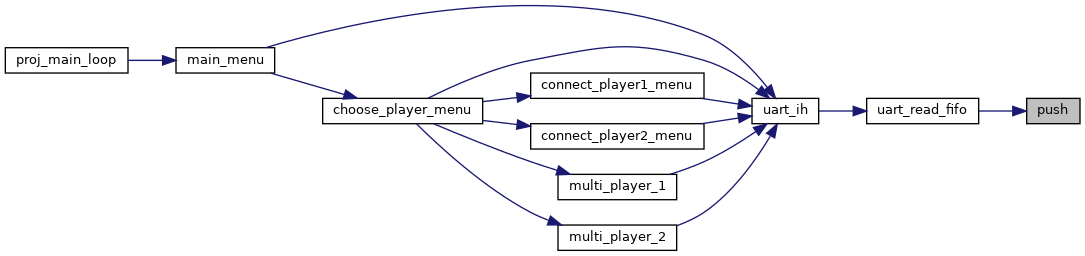 proj_main_loop
main_menu
choose_player_menu
connect_player1_menu
connect_player2_menu
multi_player_1
multi_player_2
uart_ih
uart_read_fifo
push